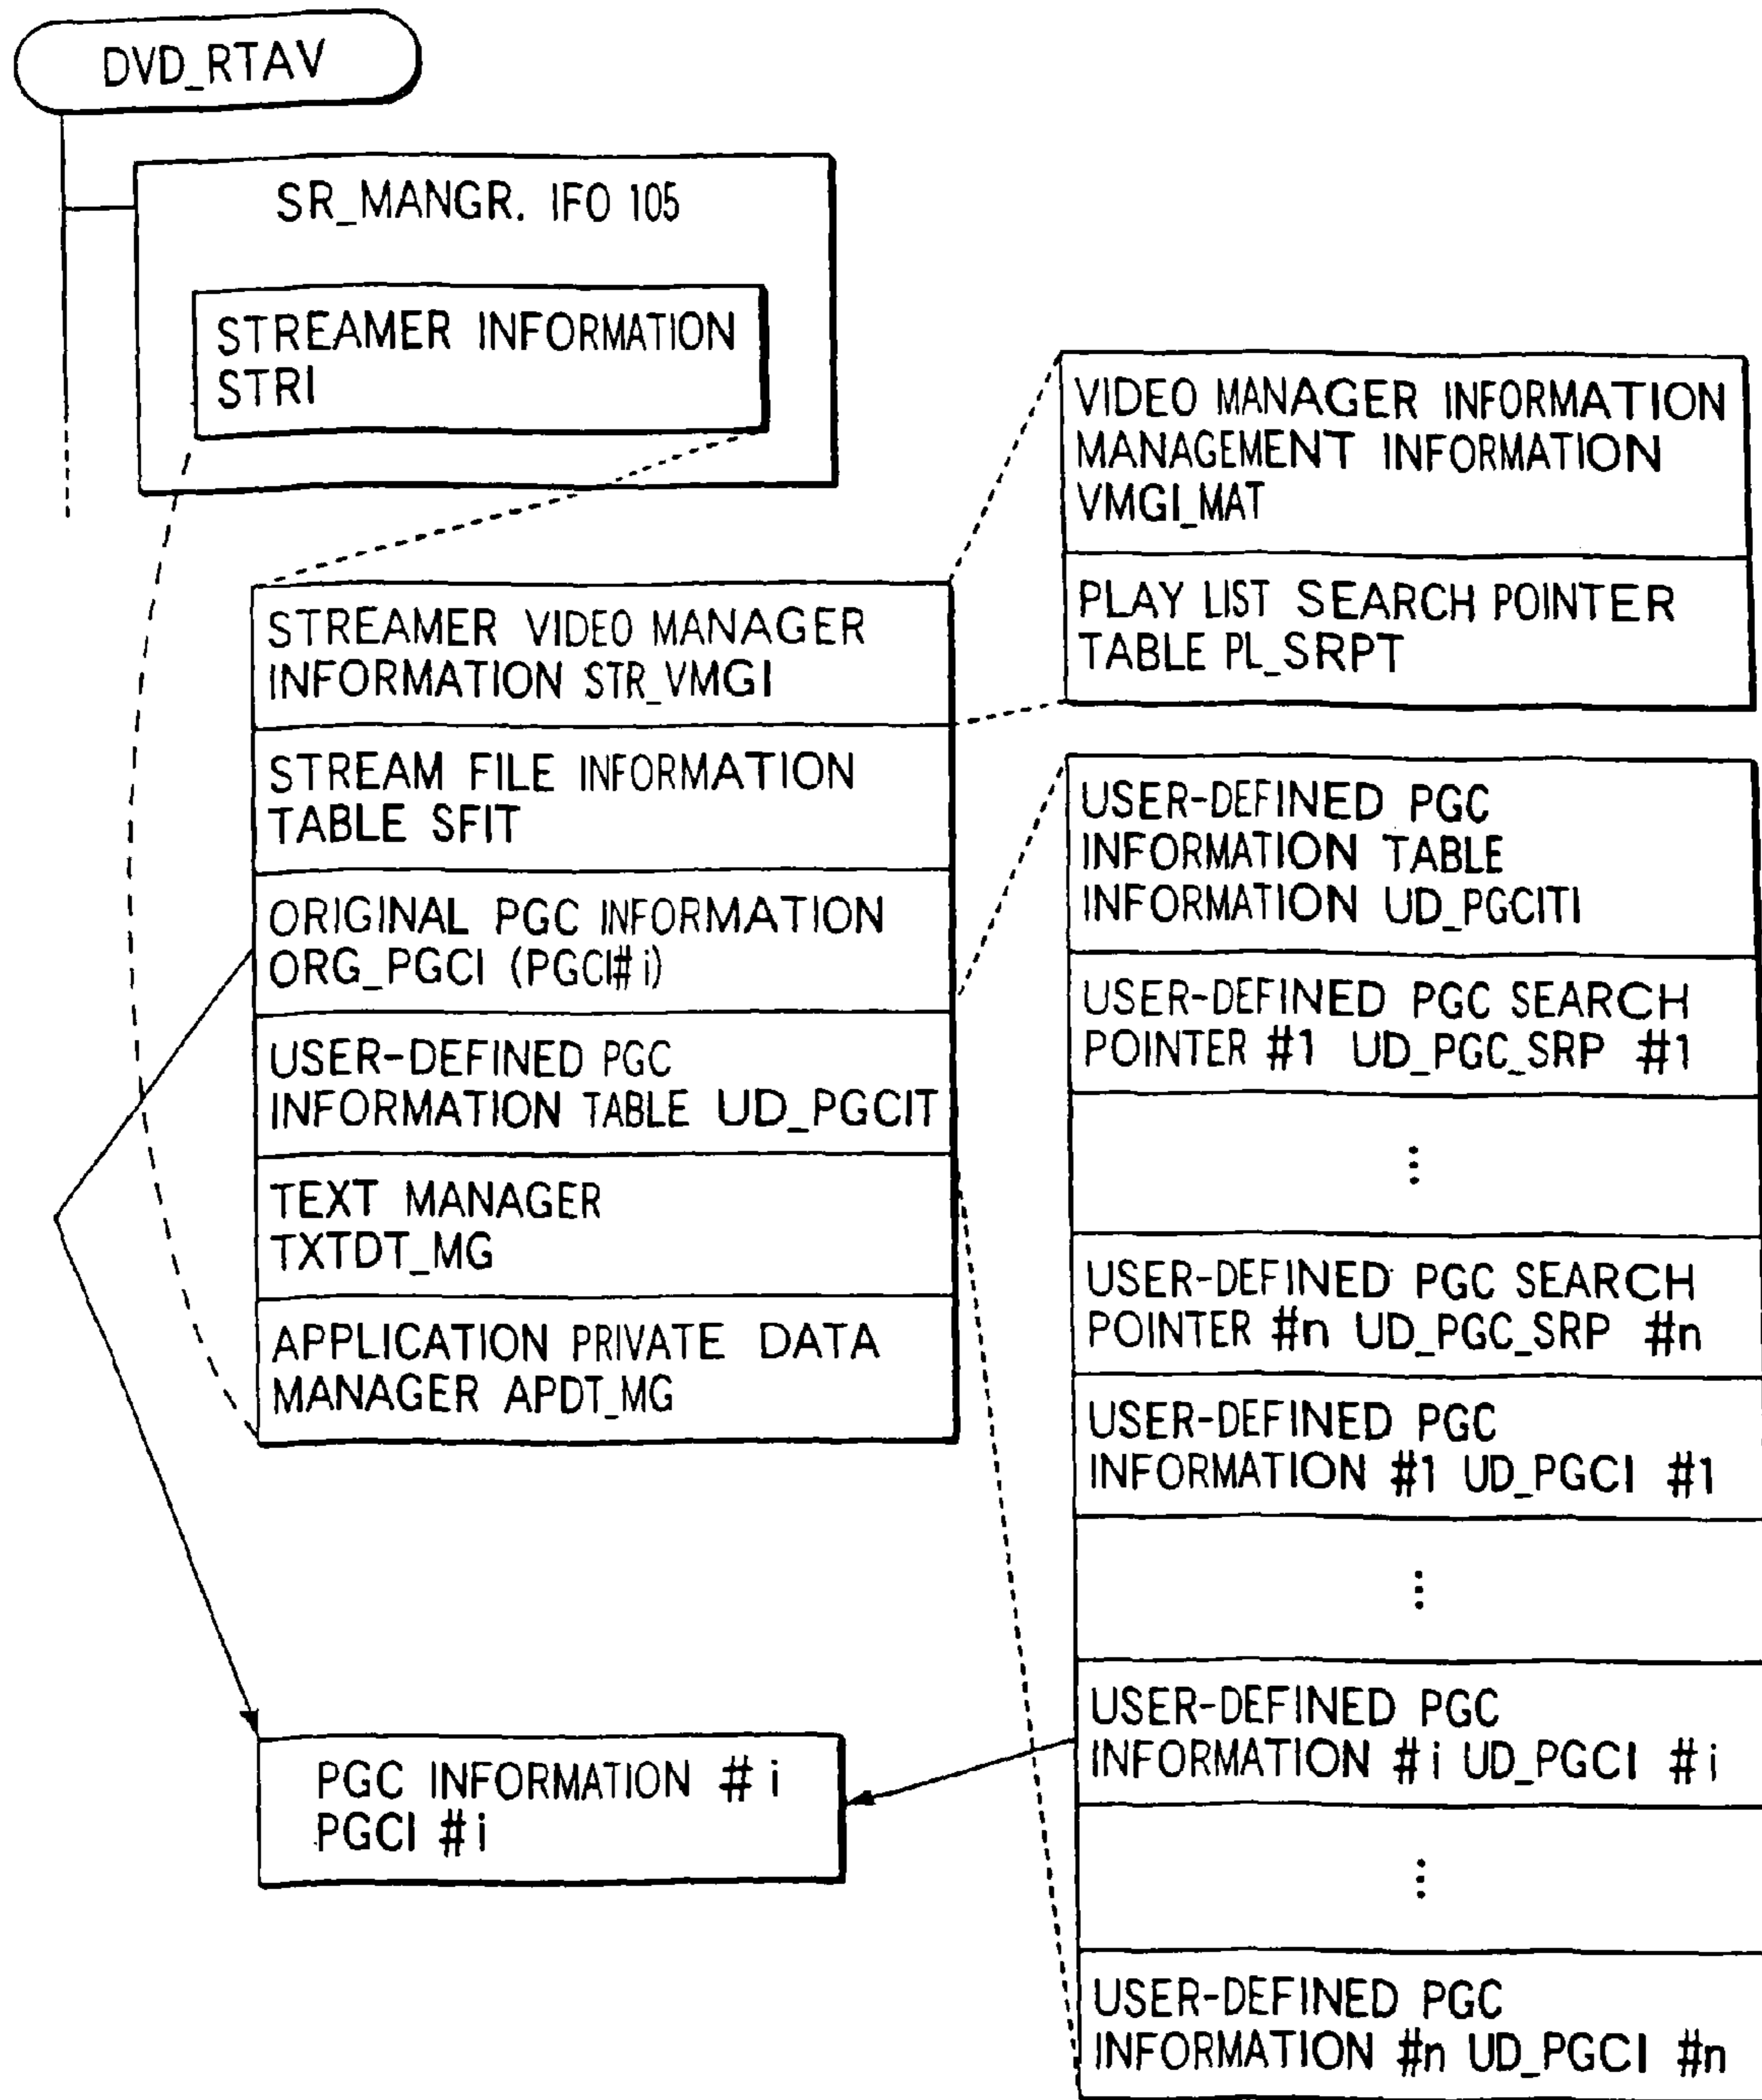 DVD_RTAV
SR_MANGR. IFO 105
STREAMER INFORMATION
STRI
STREAMER VIDEO MANAGER
INFORMATION STR_VMGI
STREAM FILE INFORMATION
TABLE SFIT
ORIGINAL PGC INFORMATION
ORG_PGCI (PGCI# i)
USER-DEFINED PGC
INFORMATION TABLE UD_PGCIT
TEXT MANAGER
TXTDT_MG
APPLICATION PRIVATE DATA
MANAGER APDT_MG
PGC INFORMATION # i
PGCI # i
VIDEO MANAGER INFORMATION
MANAGEMENT INFORMATION
VMGI_MAT
PLAY LIST SEARCH POINTER
TABLE PL_SRPT
USER-DEFINED PGC
INFORMATION TABLE
INFORMATION UD_PGCITI
USER-DEFINED PGC SEARCH
POINTER #1 UD_PGC_SRP #1
⋮
USER-DEFINED PGC SEARCH
POINTER #n UD_PGC_SRP #n
USER-DEFINED PGC
INFORMATION #1 UD_PGCI #1
⋮
USER-DEFINED PGC
INFORMATION # i UD_PGCI # i
⋮
USER-DEFINED PGC
INFORMATION #n UD_PGCI #n